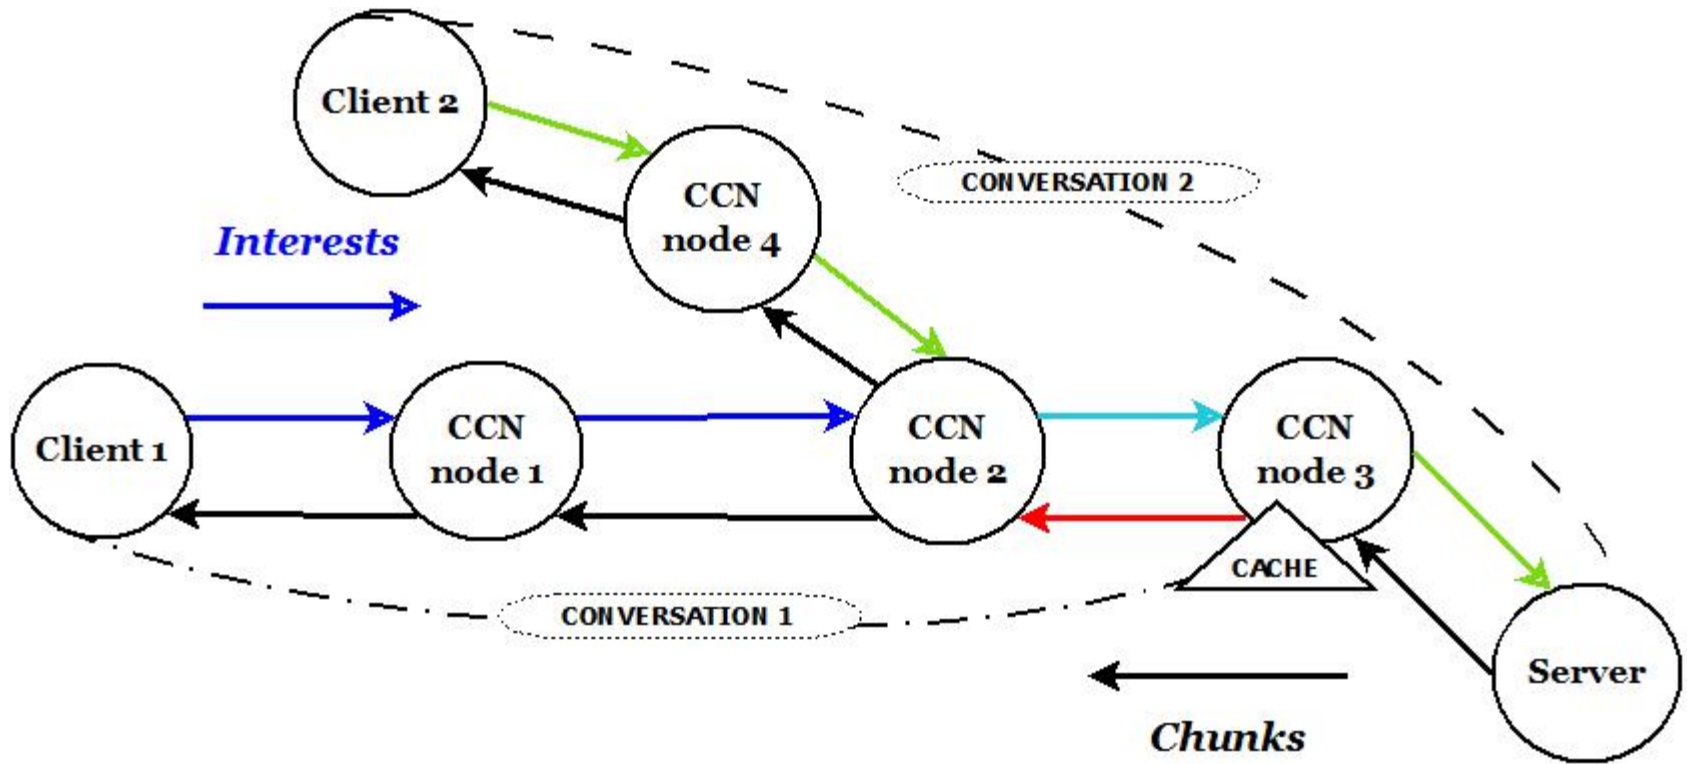 Client 2
CCN
node 4
CONVERSATION 2
Interests
Client 1
CCN
node 1
CCN
node 2
CCN
node 3
CACHE
CONVERSATION 1
Server
Chunks